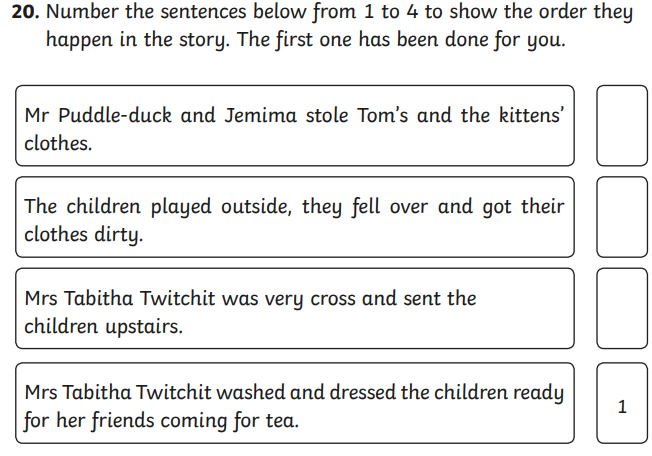 20. Number the sentences below from 1 to 4 to show the order they
happen in the story. The first one has been done for you.
Mr Puddle-duck and Jemima stole Tom's and the kittens'
clothes.
The children played outside, they fell over and got their
clothes dirty.
Mrs Tabitha Twitchit was very cross and sent the
children upstairs.
Mrs Tabitha Twitchit washed and dressed the children ready
for her friends coming for tea.
1